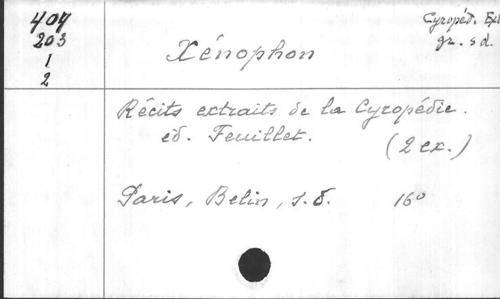 404
203
1
2
Cyropéd. Ext
gr. s d.
Xénophon
Récits extraits de la Cyropédie.
éd. Feuillet.
(2 ex.)
Paris, Belin, s.d. 16°